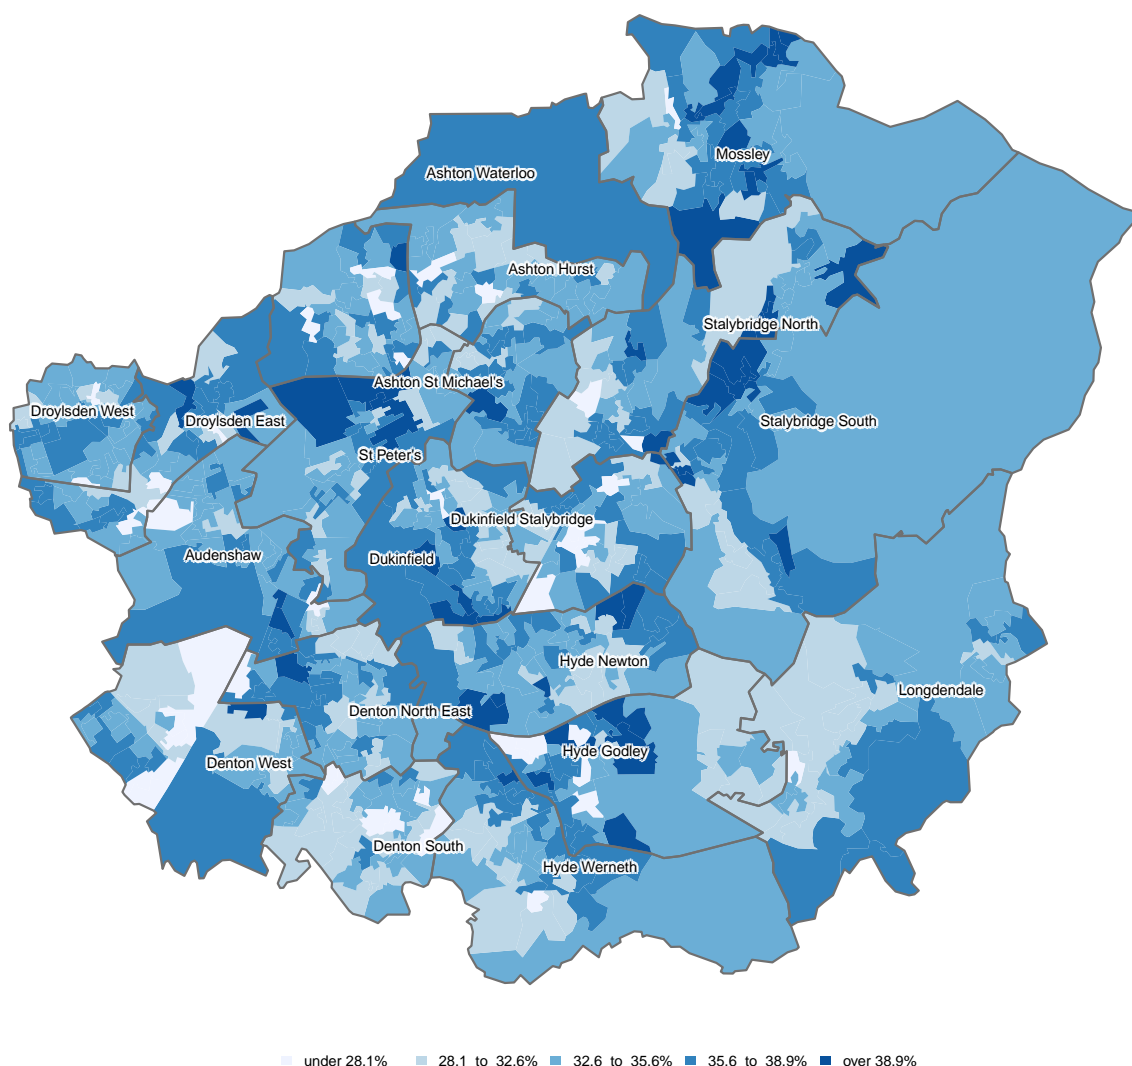 Mossley
Ashton Waterloo
Ashton Hurst
Stalybridge North
Ashton St Michael's
Droylsden West
Droylsden East
Stalybridge South
St Peter's
Dukinfield Stalybridge
Audenshaw
Dukinfield
Hyde Newton
Longdendale
Denton North East
Hyde Godley
Denton West
Denton South
Hyde Werneth
under 28.1% 28.1 to 32.6% 32.6 to 35.6% 35.6 to 38.9% over 38.9%